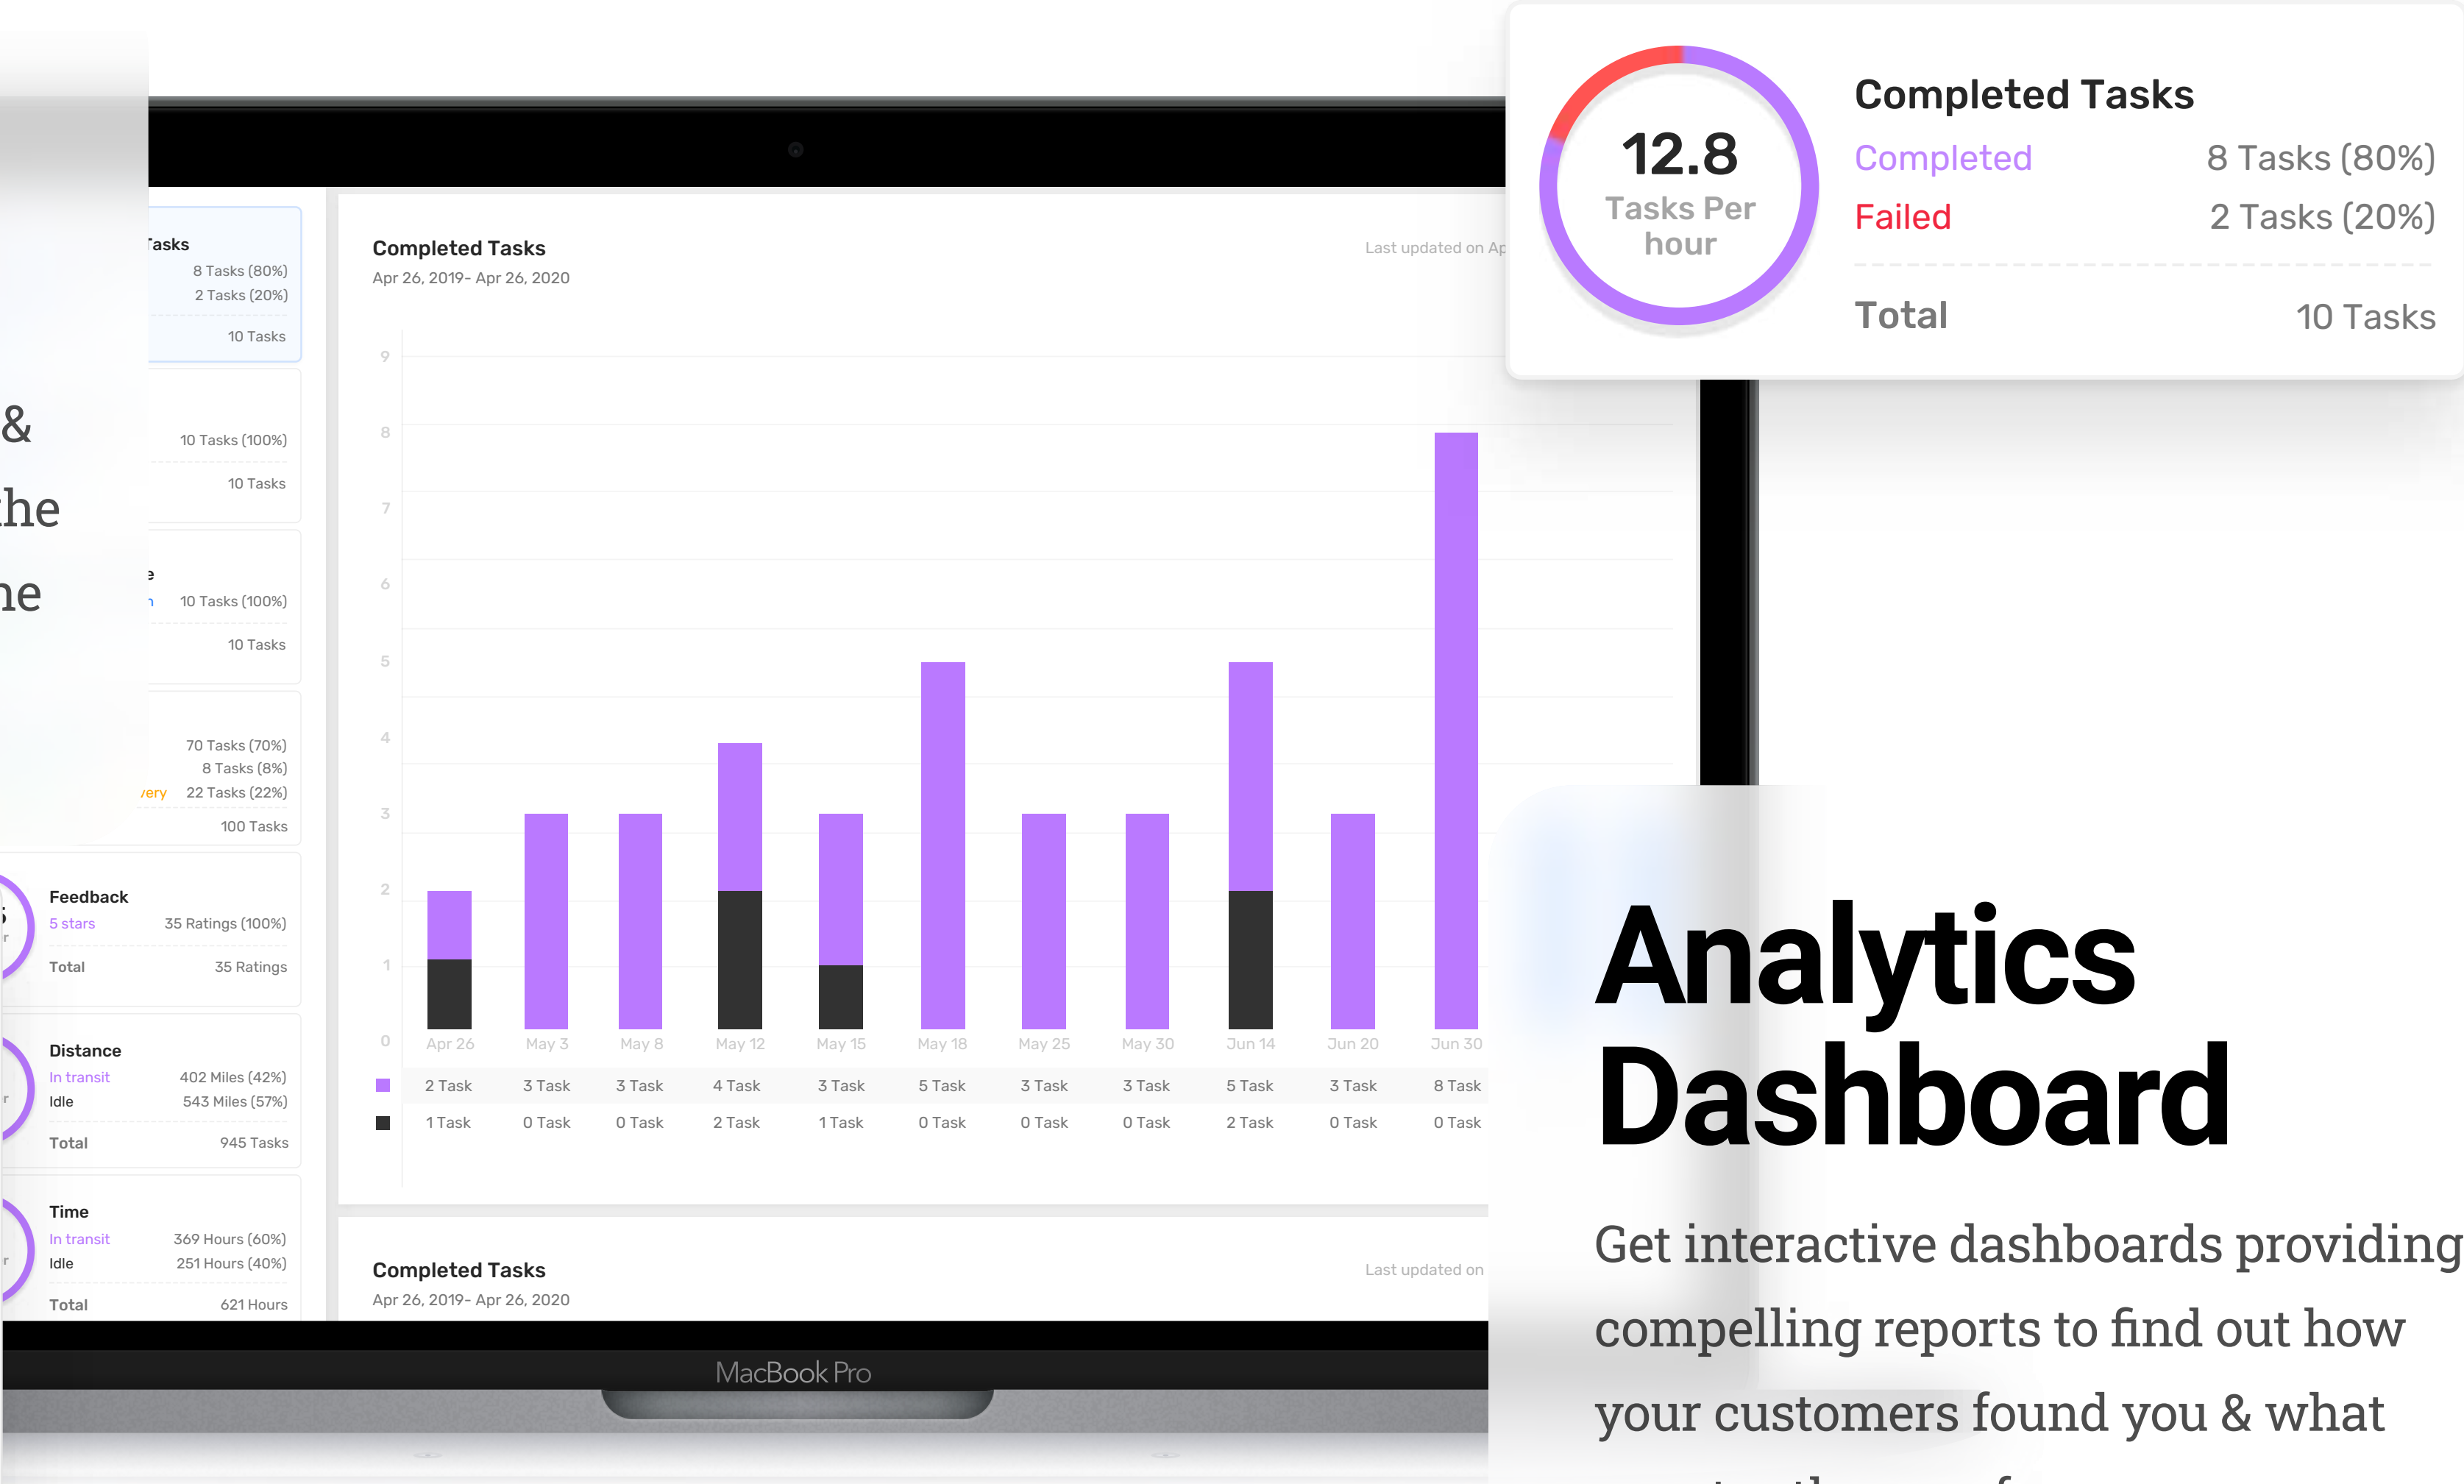 12.8
Tasks Per
hour
Completed Tasks
Completed 8 Tasks (80%)
Failed 2 Tasks (20%)
Total 10 Tasks
&
Tasks
8 Tasks (80%)
2 Tasks (20%)
10 Tasks
10 Tasks (100%)
10 Tasks
10 Tasks (100%)
10 Tasks
70 Tasks (70%)
8 Tasks (8%)
22 Tasks (22%)
100 Tasks
Feedback
5 stars 35 Ratings (100%)
Total 35 Ratings
Distance
In transit 402 Miles (42%)
Idle 543 Miles (57%)
Total 945 Tasks
Time
In transit 369 Hours (60%)
Idle 251 Hours (40%)
Total 621 Hours
Completed Tasks
Last updated on Ap
Apr 26, 2019- Apr 26, 2020
9
8
7
6
5
4
3
2
1
0
Apr 26 May 3 May 8 May 12 May 15 May 18 May 25 May 30 Jun 14 Jun 20 Jun 30
2 Task 3 Task 3 Task 4 Task 3 Task 5 Task 3 Task 3 Task 5 Task 3 Task 8 Task
1 Task 0 Task 0 Task 2 Task 1 Task 0 Task 0 Task 0 Task 2 Task 0 Task 0 Task
Completed Tasks
Last updated on
Apr 26, 2019- Apr 26, 2020
MacBook Pro
Analytics
Dashboard
Get interactive dashboards providing
compelling reports to find out how
your customers found you & what